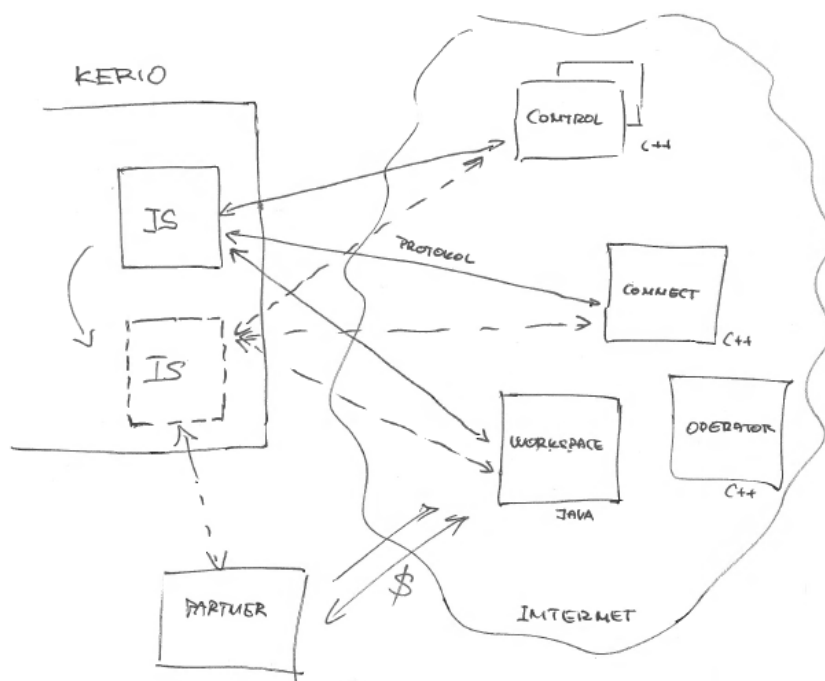 KERIO
CONTROL
C++
IS
PROTOKOL
CONNECT
C++
IS
WORKSPACE
JAVA
OPERATOR
C++
PARTNER
$
INTERNET